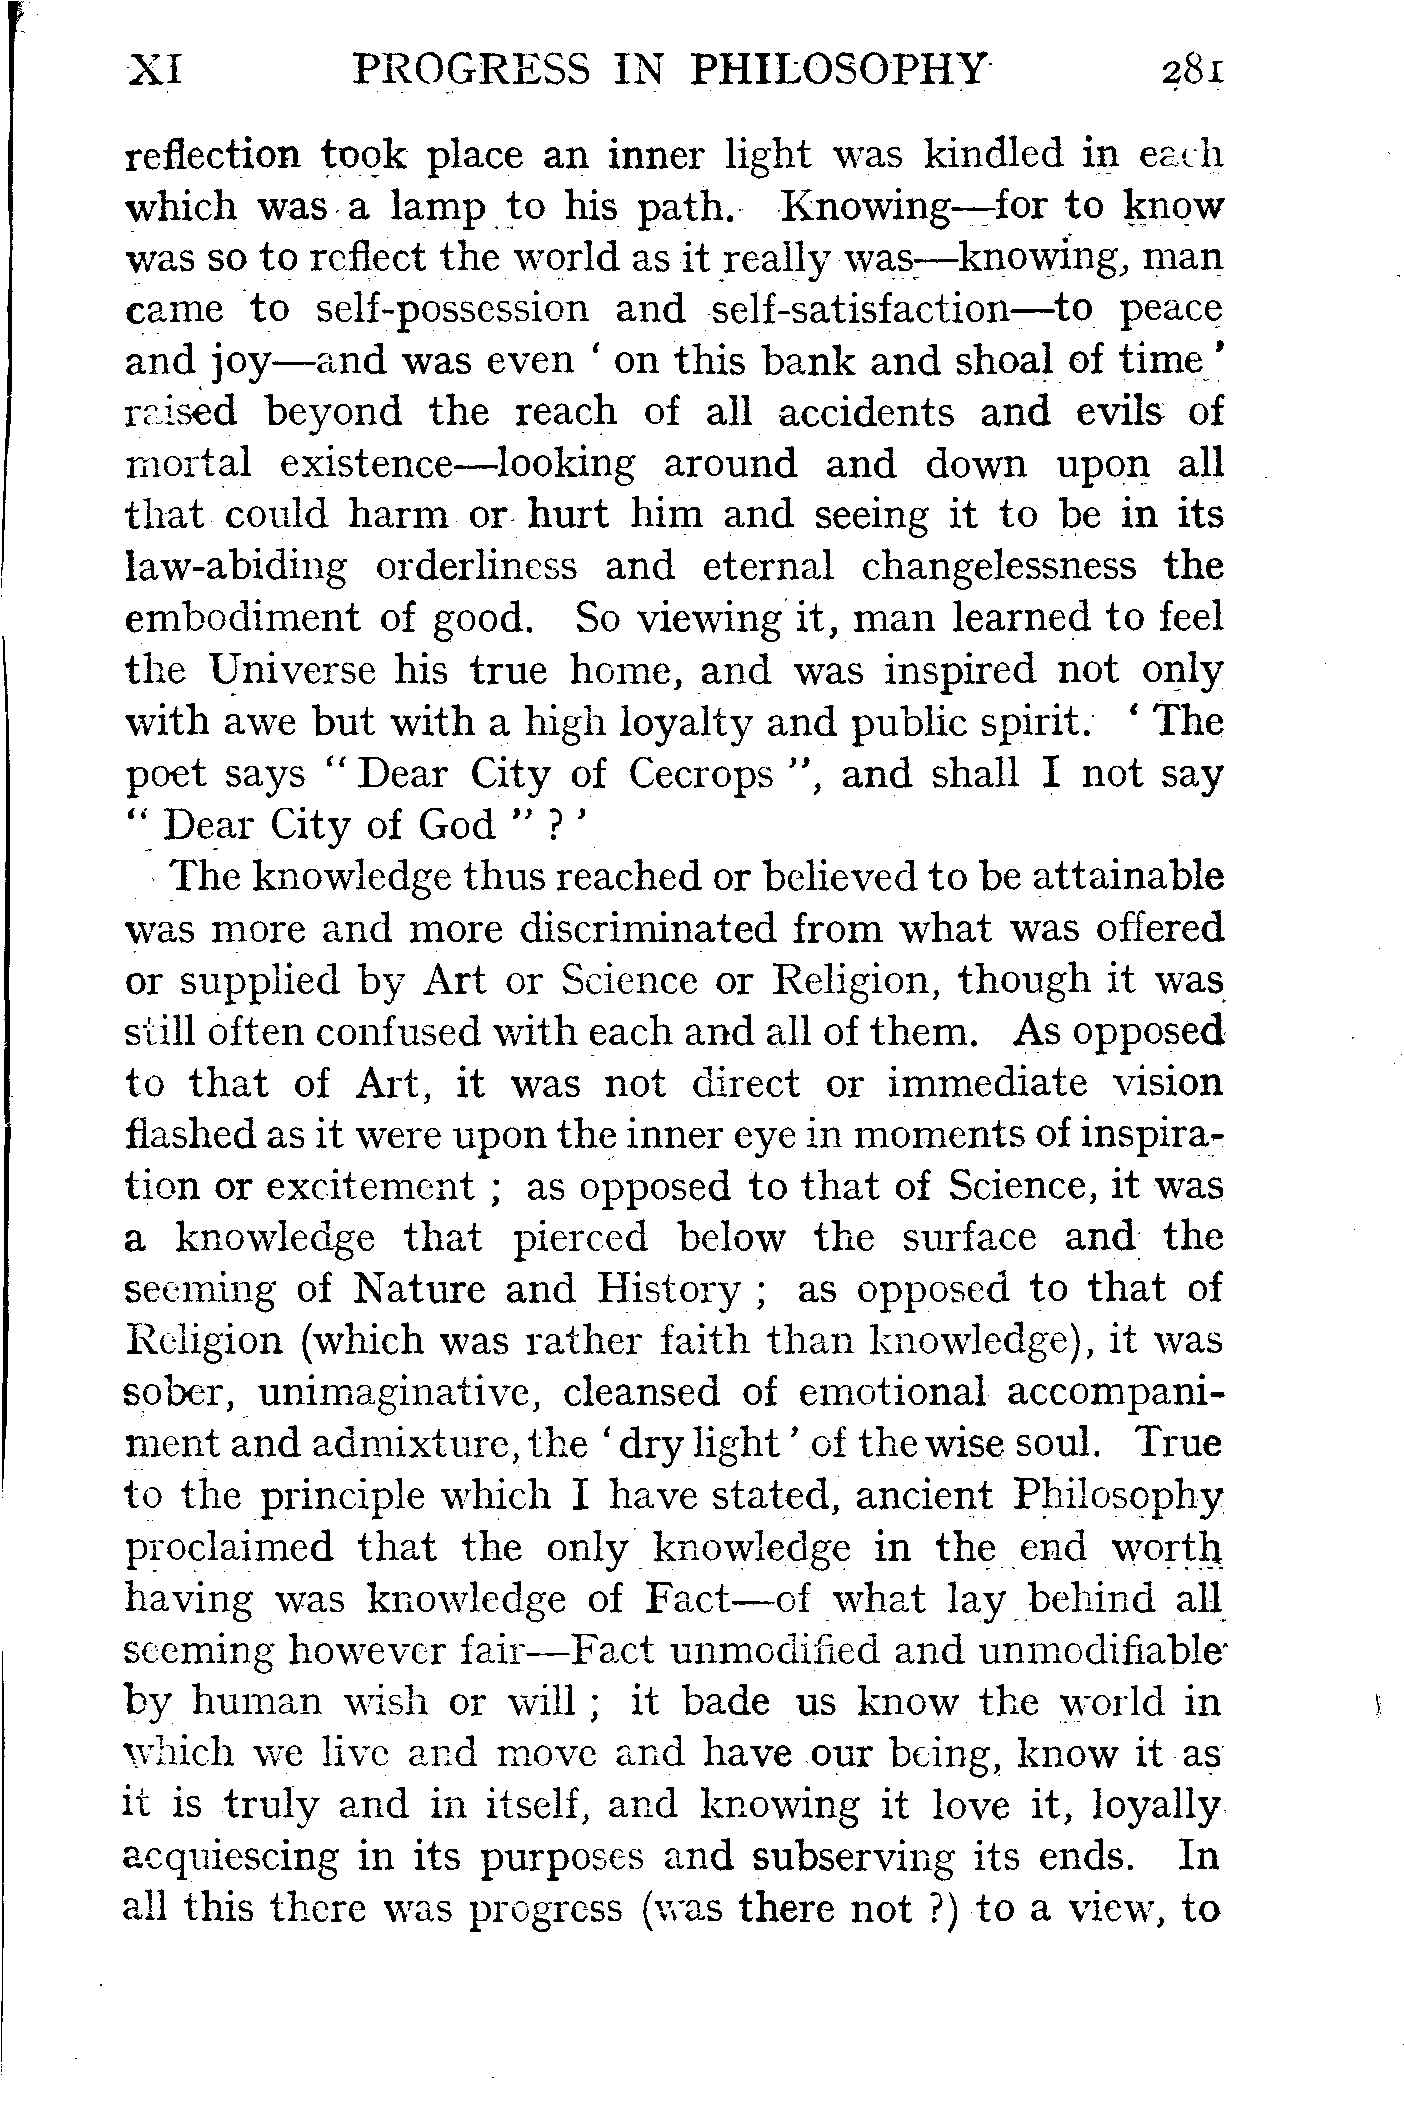 XI PROGRESS IN PHILOSOPHY 281
reflection took place an inner light was kindled in each
which was a lamp to his path. Knowing—for to know
was so to reflect the world as it really was—knowing, man
came to self-possession and self-satisfaction—to peace
and joy—and was even ‘ on this bank and shoal of time ’
raised beyond the reach of all accidents and evils of
mortal existence—looking around and down upon all
that could harm or hurt him and seeing it to be in its
law-abiding orderliness and eternal changelessness the
embodiment of good. So viewing it, man learned to feel
the Universe his true home, and was inspired not only
with awe but with a high loyalty and public spirit. ‘ The
poet says “ Dear City of Cecrops ”, and shall I not say
“ Dear City of God ” ? ’
The knowledge thus reached or believed to be attainable
was more and more discriminated from what was offered
or supplied by Art or Science or Religion, though it was
still often confused with each and all of them. As opposed
to that of Art, it was not direct or immediate vision
flashed as it were upon the inner eye in moments of inspira-
tion or excitement ; as opposed to that of Science, it was
a knowledge that pierced below the surface and the
seeming of Nature and History ; as opposed to that of
Religion (which was rather faith than knowledge), it was
sober, unimaginative, cleansed of emotional accompani-
ment and admixture, the ‘ dry light ’ of the wise soul. True
to the principle which I have stated, ancient Philosophy
proclaimed that the only knowledge in the end worth
having was knowledge of Fact—of what lay behind all
seeming however fair—Fact unmodified and unmodifiable
by human wish or will ; it bade us know the world in
which we live and move and have our being, know it as
it is truly and in itself, and knowing it love it, loyally
acquiescing in its purposes and subserving its ends. In
all this there was progress (was there not ?) to a view, to